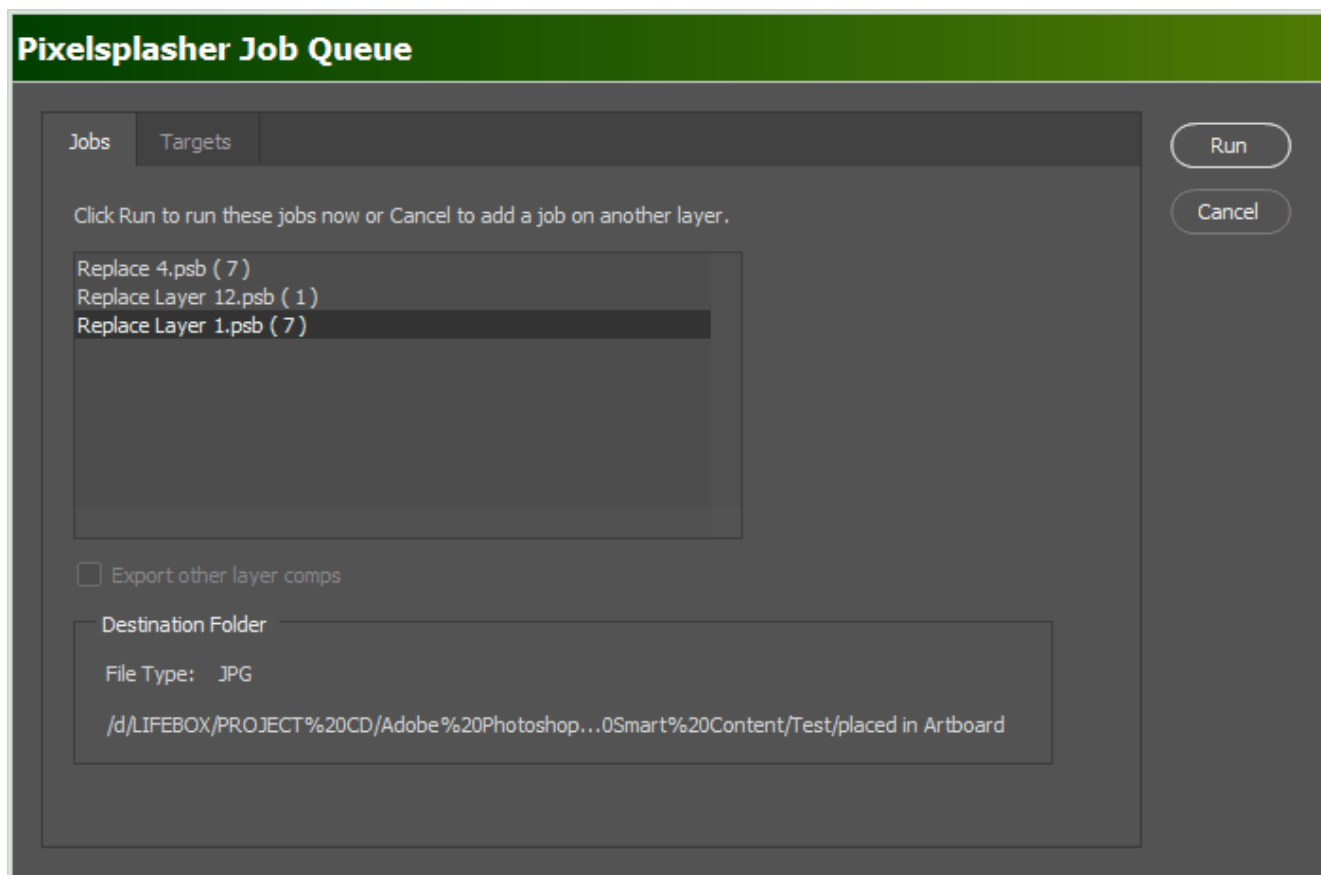 Pixelsplasher Job Queue
Jobs Targets
Run
Cancel
Click Run to run these jobs now or Cancel to add a job on another layer.
Replace 4.psb ( 7 )
Replace Layer 12.psb ( 1 )
Replace Layer 1.psb ( 7 )
Export other layer comps
Destination Folder
File Type: JPG
/d/LIFEBOX/PROJECT%20CD/Adobe%20Photoshop...0Smart%20Content/Test/placed in Artboard